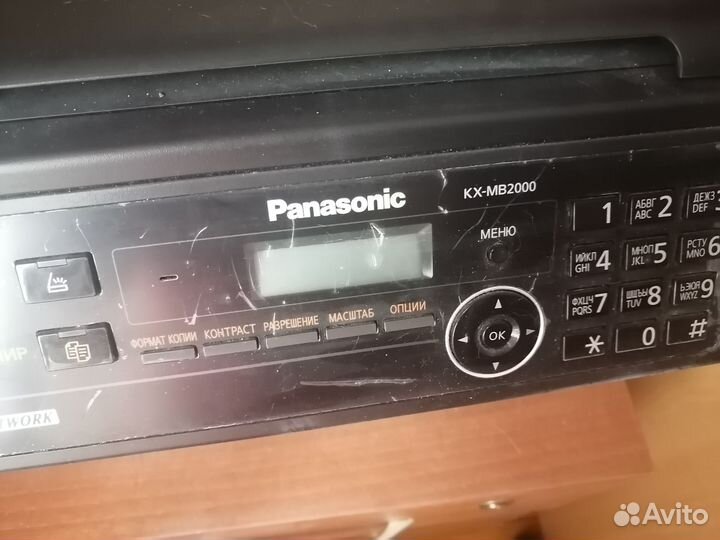 Panasonic
KX-MB2000
МЕНЮ
ФОРМАТ КОПИИ КОНТРАСТ РАЗРЕШЕНИЕ МАСШТАБ ОПЦИИ
OK
1 АБВГ ABC 2 ДЕЖЗ DEF 3
ИЙКЛ GHI 4 МНОП JKL 5 РСТУ MNO 6
ФХЦЧ PQRS 7 ШЩЪЫ TUV 8 ЬЭЮЯ WXYZ 9
* 0 #
Avito